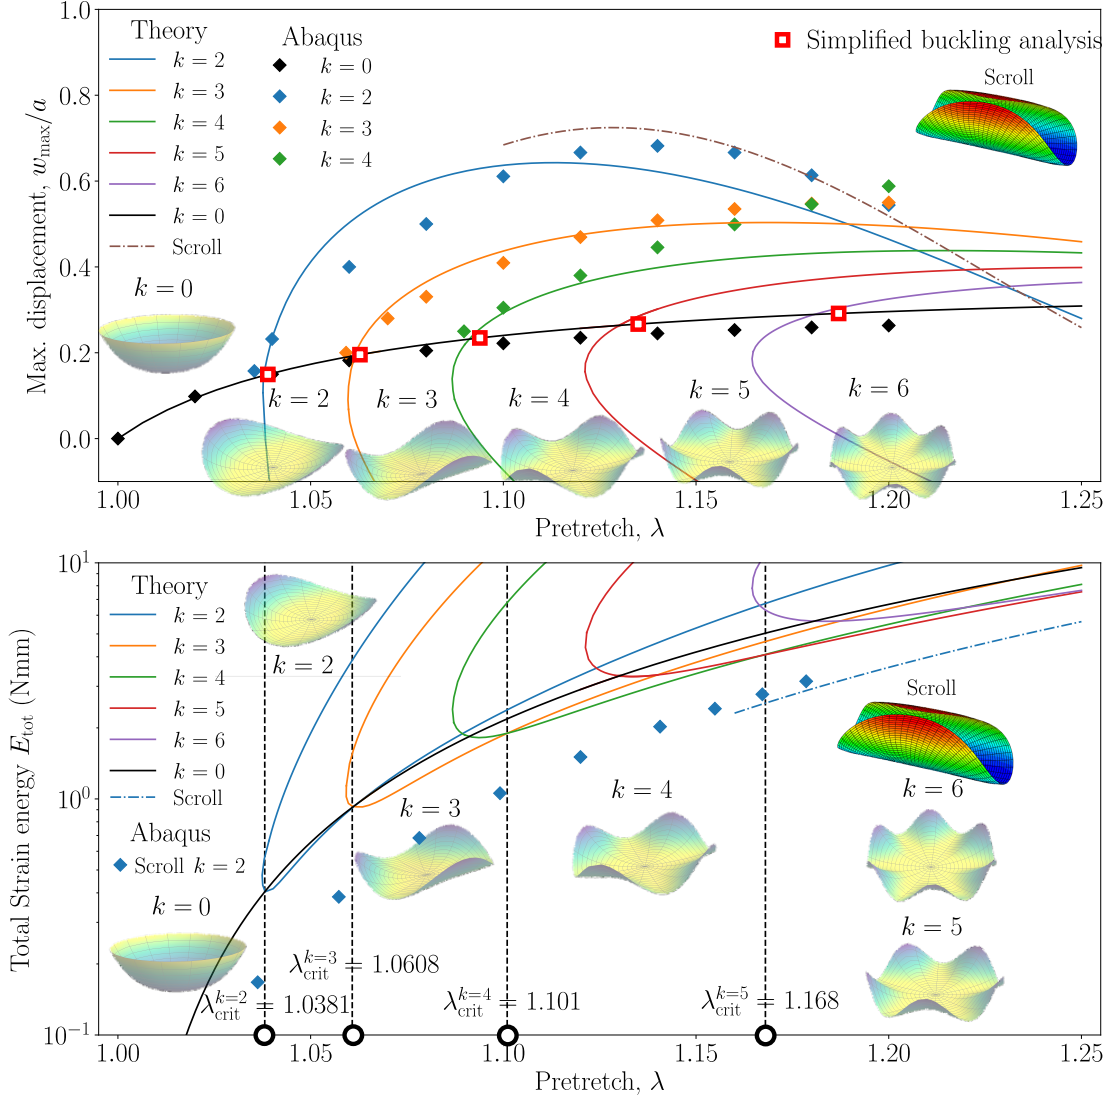 Theory
k = 2
k = 3
k = 4
k = 5
k = 6
k = 0
Scroll
Abaqus
k = 0
k = 2
k = 3
k = 4
Simplified buckling analysis
Scroll
k = 0
k = 2
k = 3
k = 4
k = 5
k = 6
Max. displacement, w_max/a
1.0
0.8
0.6
0.4
0.2
0.0
1.00
1.05
1.10
1.15
1.20
1.25
Pretretch, λ
Theory
k = 2
k = 3
k = 4
k = 5
k = 6
k = 0
Scroll
Abaqus
Scroll k = 2
k = 0
k = 2
k = 3
k = 4
Scroll
k = 6
k = 5
λ_crit^{k=3} = 1.0608
λ_crit^{k=2} = 1.0381
λ_crit^{k=4} = 1.101
λ_crit^{k=5} = 1.168
Total Strain energy E_tot (Nmm)
10^1
10^0
10^{−1}
1.00
1.05
1.10
1.15
1.20
1.25
Pretretch, λ